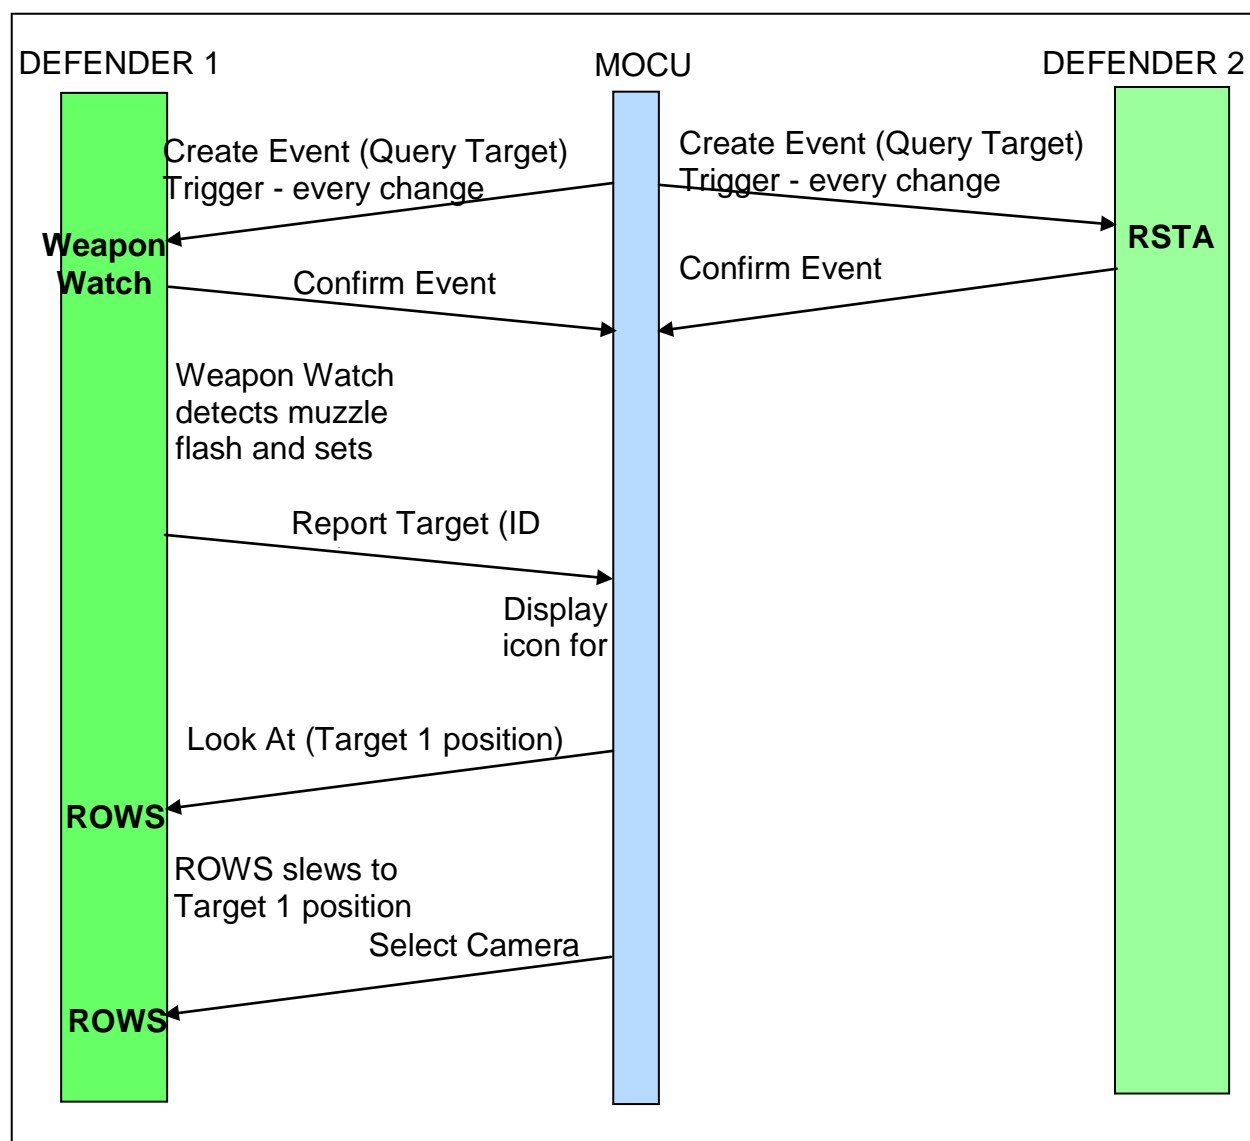 DEFENDER 1
MOCU
DEFENDER 2
Create Event (Query Target)
Trigger - every change
Create Event (Query Target)
Trigger - every change
Weapon
Watch
RSTA
Confirm Event
Confirm Event
Weapon Watch
detects muzzle
flash and sets
Report Target (ID
Display
icon for
Look At (Target 1 position)
ROWS
ROWS slews to
Target 1 position
Select Camera
ROWS